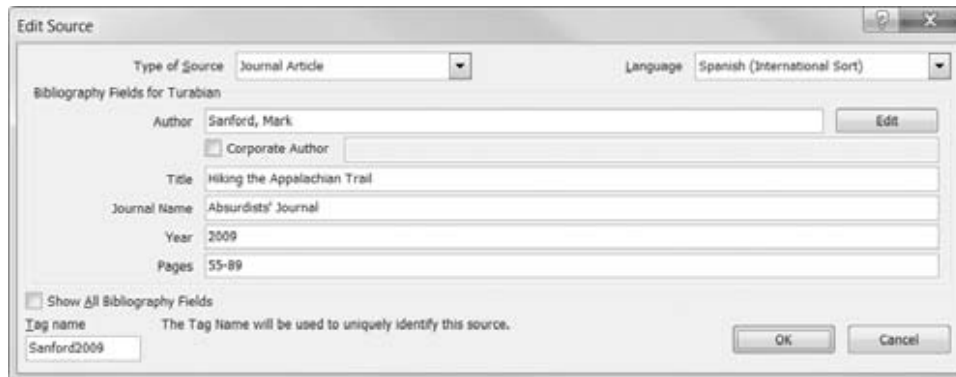 Edit Source
Type of Source Journal Article Language Spanish (International Sort)
Bibliography Fields for Turabian
Author Sanford, Mark Edit
Corporate Author
Title Hiking the Appalachian Trail
Journal Name Absurdists' Journal
Year 2009
Pages 55-89
Show All Bibliography Fields
Tag name The Tag Name will be used to uniquely identify this source.
Sanford2009 OK Cancel